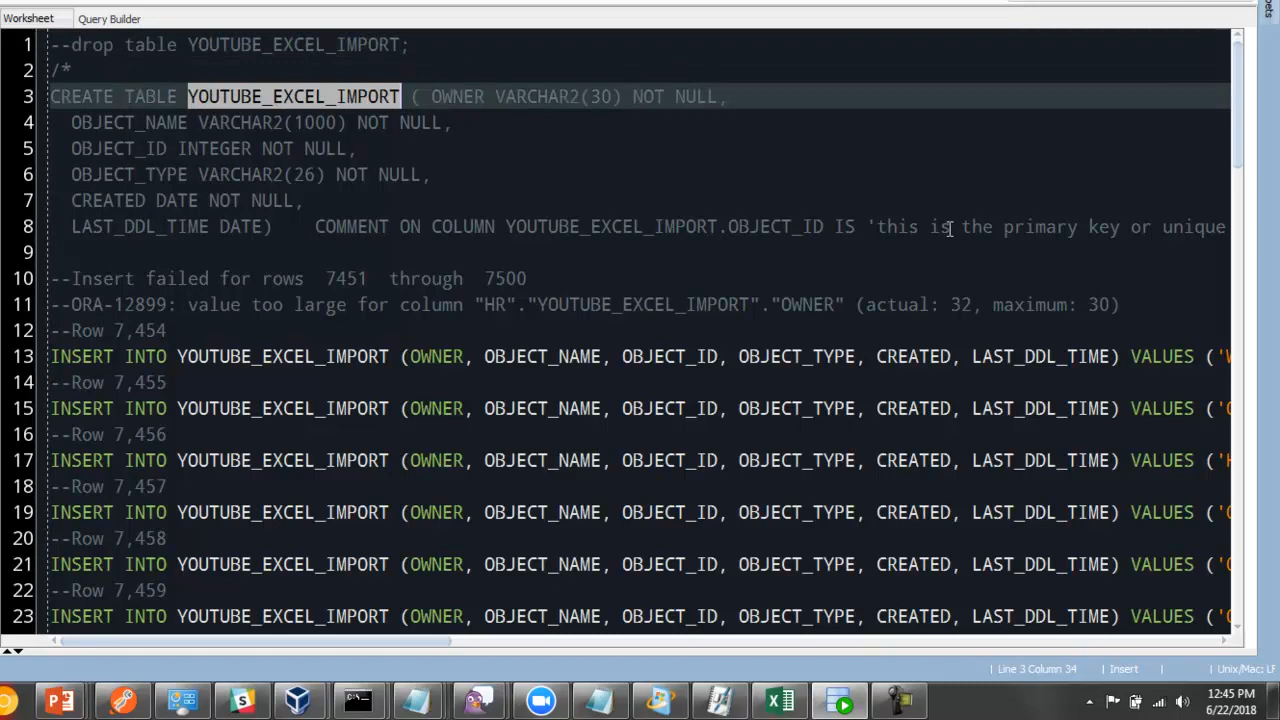 Worksheet Query Builder
1 --drop table YOUTUBE_EXCEL_IMPORT;
2 /*
3 CREATE TABLE YOUTUBE_EXCEL_IMPORT ( OWNER VARCHAR2(30) NOT NULL,
4 OBJECT_NAME VARCHAR2(1000) NOT NULL,
5 OBJECT_ID INTEGER NOT NULL,
6 OBJECT_TYPE VARCHAR2(26) NOT NULL,
7 CREATED DATE NOT NULL,
8 LAST_DDL_TIME DATE) COMMENT ON COLUMN YOUTUBE_EXCEL_IMPORT.OBJECT_ID IS 'this is the primary key or unique
9
10 --Insert failed for rows 7451 through 7500
11 --ORA-12899: value too large for column "HR"."YOUTUBE_EXCEL_IMPORT"."OWNER" (actual: 32, maximum: 30)
12 --Row 7,454
13 INSERT INTO YOUTUBE_EXCEL_IMPORT (OWNER, OBJECT_NAME, OBJECT_ID, OBJECT_TYPE, CREATED, LAST_DDL_TIME) VALUES ('
14 --Row 7,455
15 INSERT INTO YOUTUBE_EXCEL_IMPORT (OWNER, OBJECT_NAME, OBJECT_ID, OBJECT_TYPE, CREATED, LAST_DDL_TIME) VALUES ('
16 --Row 7,456
17 INSERT INTO YOUTUBE_EXCEL_IMPORT (OWNER, OBJECT_NAME, OBJECT_ID, OBJECT_TYPE, CREATED, LAST_DDL_TIME) VALUES ('
18 --Row 7,457
19 INSERT INTO YOUTUBE_EXCEL_IMPORT (OWNER, OBJECT_NAME, OBJECT_ID, OBJECT_TYPE, CREATED, LAST_DDL_TIME) VALUES ('
20 --Row 7,458
21 INSERT INTO YOUTUBE_EXCEL_IMPORT (OWNER, OBJECT_NAME, OBJECT_ID, OBJECT_TYPE, CREATED, LAST_DDL_TIME) VALUES ('
22 --Row 7,459
23 INSERT INTO YOUTUBE_EXCEL_IMPORT (OWNER, OBJECT_NAME, OBJECT_ID, OBJECT_TYPE, CREATED, LAST_DDL_TIME) VALUES ('
Line 3 Column 34 Insert Unix/Mac: LF
12:45 PM
6/22/2018